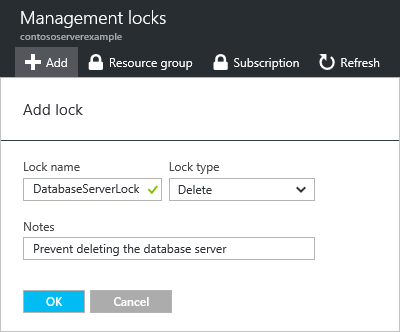 Management locks
contososerverexample
Add Resource group Subscription Refresh
Add lock
Lock name Lock type
DatabaseServerLock Delete
Notes
Prevent deleting the database server
OK Cancel